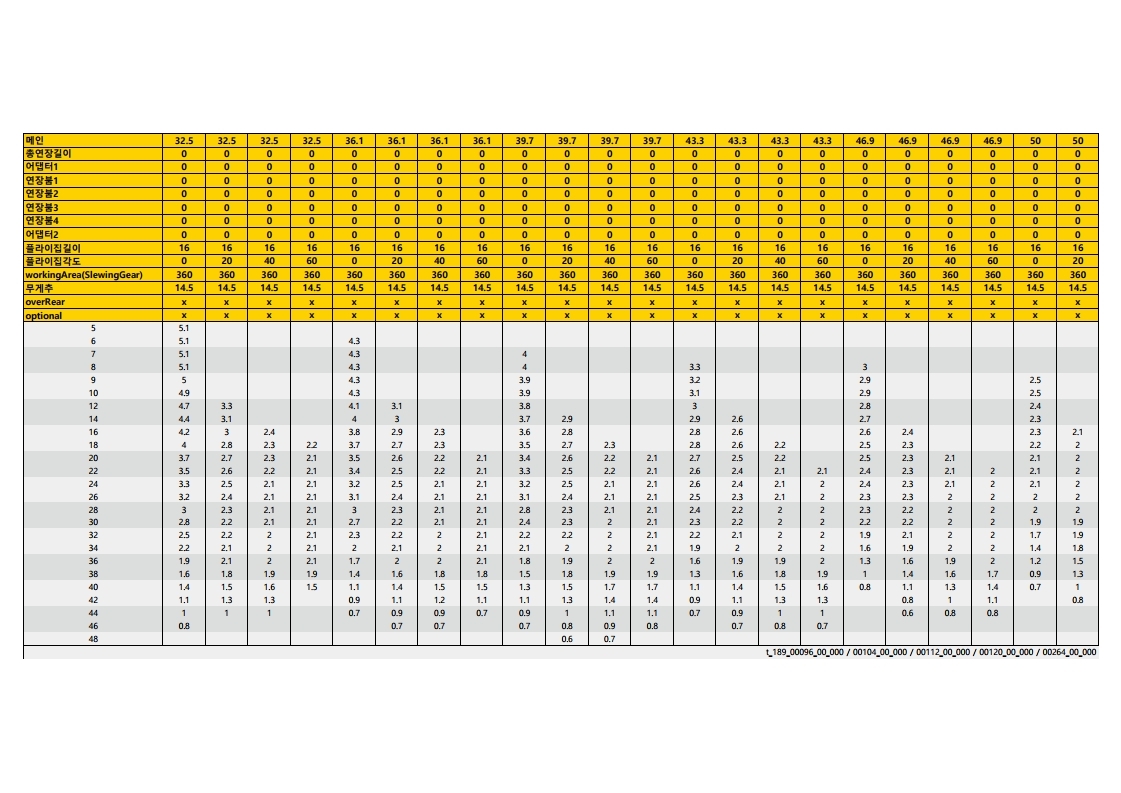 메인 32.5 32.5 32.5 32.5 36.1 36.1 36.1 36.1 39.7 39.7 39.7 39.7 43.3 43.3 43.3 43.3 46.9 46.9 46.9 46.9 50 50
총연장길이 0 0 0 0 0 0 0 0 0 0 0 0 0 0 0 0 0 0 0 0 0 0
어댑터1 0 0 0 0 0 0 0 0 0 0 0 0 0 0 0 0 0 0 0 0 0 0
연장붐1 0 0 0 0 0 0 0 0 0 0 0 0 0 0 0 0 0 0 0 0 0 0
연장붐2 0 0 0 0 0 0 0 0 0 0 0 0 0 0 0 0 0 0 0 0 0 0
연장붐3 0 0 0 0 0 0 0 0 0 0 0 0 0 0 0 0 0 0 0 0 0 0
연장붐4 0 0 0 0 0 0 0 0 0 0 0 0 0 0 0 0 0 0 0 0 0 0
어댑터2 0 0 0 0 0 0 0 0 0 0 0 0 0 0 0 0 0 0 0 0 0 0
플라이집길이 16 16 16 16 16 16 16 16 16 16 16 16 16 16 16 16 16 16 16 16 16 16
플라이집각도 0 20 40 60 0 20 40 60 0 20 40 60 0 20 40 60 0 20 40 60 0 20
workingArea(SlewingGear) 360 360 360 360 360 360 360 360 360 360 360 360 360 360 360 360 360 360 360 360 360 360
무게추 14.5 14.5 14.5 14.5 14.5 14.5 14.5 14.5 14.5 14.5 14.5 14.5 14.5 14.5 14.5 14.5 14.5 14.5 14.5 14.5 14.5 14.5
overRear x x x x x x x x x x x x x x x x x x x x x x
optional x x x x x x x x x x x x x x x x x x x x x x
5 5.1
6 5.1 4.3
7 5.1 4.3 4
8 5.1 4.3 4 3.3 3
9 5 4.3 3.9 3.2 2.9 2.5
10 4.9 4.3 3.9 3.1 2.9 2.5
12 4.7 3.3 4.1 3.1 3.8 3 2.8 2.4
14 4.4 3.1 4 3 3.7 2.9 2.9 2.6 2.7 2.3
16 4.2 3 2.4 3.8 2.9 2.3 3.6 2.8 2.8 2.6 2.6 2.4 2.3 2.1
18 4 2.8 2.3 2.2 3.7 2.7 2.3 3.5 2.7 2.3 2.8 2.6 2.2 2.5 2.3 2.2 2
20 3.7 2.7 2.3 2.1 3.5 2.6 2.2 2.1 3.4 2.6 2.2 2.1 2.7 2.5 2.2 2.5 2.3 2.1 2.1 2
22 3.5 2.6 2.2 2.1 3.4 2.5 2.2 2.1 3.3 2.5 2.2 2.1 2.6 2.4 2.1 2.1 2.4 2.3 2.1 2 2.1 2
24 3.3 2.5 2.1 2.1 3.2 2.5 2.1 2.1 3.2 2.5 2.1 2.1 2.6 2.4 2.1 2 2.4 2.3 2.1 2 2.1 2
26 3.2 2.4 2.1 2.1 3.1 2.4 2.1 2.1 3.1 2.4 2.1 2.1 2.5 2.3 2.1 2 2.3 2.3 2 2 2 2
28 3 2.3 2.1 2.1 3 2.3 2.1 2.1 2.8 2.3 2.1 2.1 2.4 2.2 2 2 2.3 2.2 2 2 2 2
30 2.8 2.2 2.1 2.1 2.7 2.2 2.1 2.1 2.4 2.3 2 2.1 2.3 2.2 2 2 2.2 2.2 2 2 1.9 1.9
32 2.5 2.2 2 2.1 2.3 2.2 2 2.1 2.2 2.2 2 2.1 2.2 2.1 2 2 1.9 2.1 2 2 1.7 1.9
34 2.2 2.1 2 2.1 2 2.1 2 2.1 2.1 2 2 2.1 1.9 2 2 2 1.6 1.9 2 2 1.4 1.8
36 1.9 2.1 2 2.1 1.7 2 2 2.1 1.8 1.9 2 2 1.6 1.9 1.9 2 1.3 1.6 1.9 2 1.2 1.5
38 1.6 1.8 1.9 1.9 1.4 1.6 1.8 1.8 1.5 1.8 1.9 1.9 1.3 1.6 1.8 1.9 1 1.4 1.6 1.7 0.9 1.3
40 1.4 1.5 1.6 1.5 1.1 1.4 1.5 1.5 1.3 1.5 1.7 1.7 1.1 1.4 1.5 1.6 0.8 1.1 1.3 1.4 0.7 1
42 1.1 1.3 1.3 0.9 1.1 1.2 1.1 1.1 1.3 1.4 1.4 0.9 1.1 1.3 1.3 0.8 1 1.1 0.8
44 1 1 1 0.7 0.9 0.9 0.7 0.9 1 1.1 1.1 0.7 0.9 1 1 0.6 0.8 0.8
46 0.8 0.7 0.7 0.7 0.8 0.9 0.8 0.7 0.8 0.7
48 0.6 0.7
t_189_00096_00_000 / 00104_00_000 / 00112_00_000 / 00120_00_000 / 00264_00_000